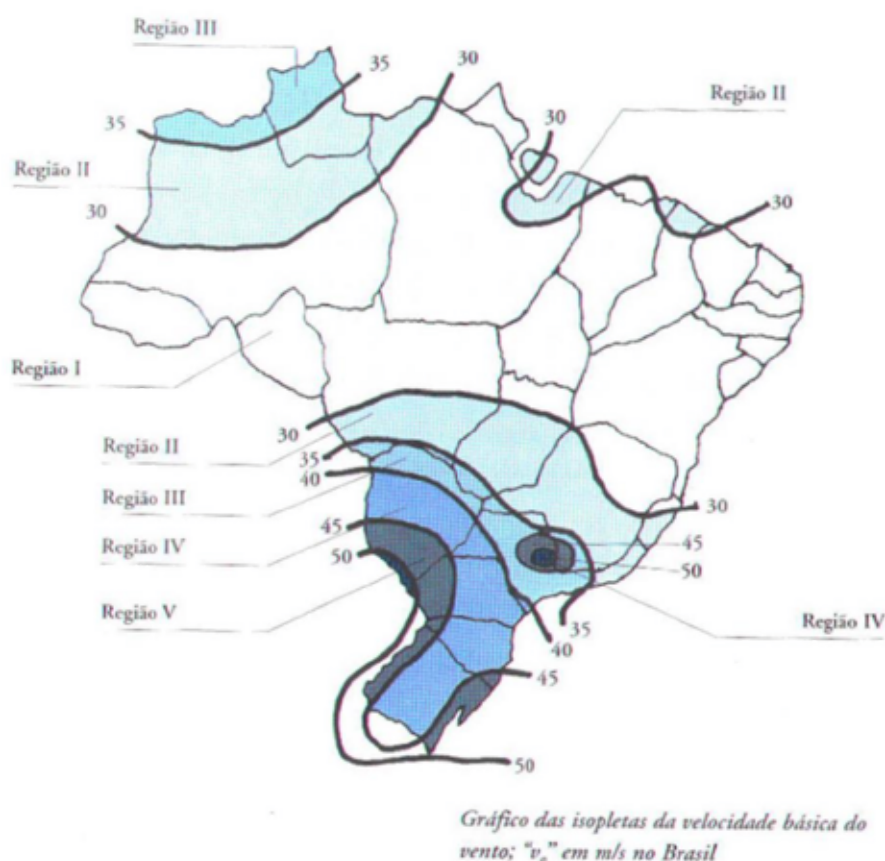 Região III
35
30
Região II
35
30
Região II
30
30
Região I
Região II
30
35
40
Região III
30
45
45
Região IV
50
50
Região V
Região IV
35
40
45
50
Gráfico das isopletas da velocidade básica do
vento; "vₒ" em m/s no Brasil